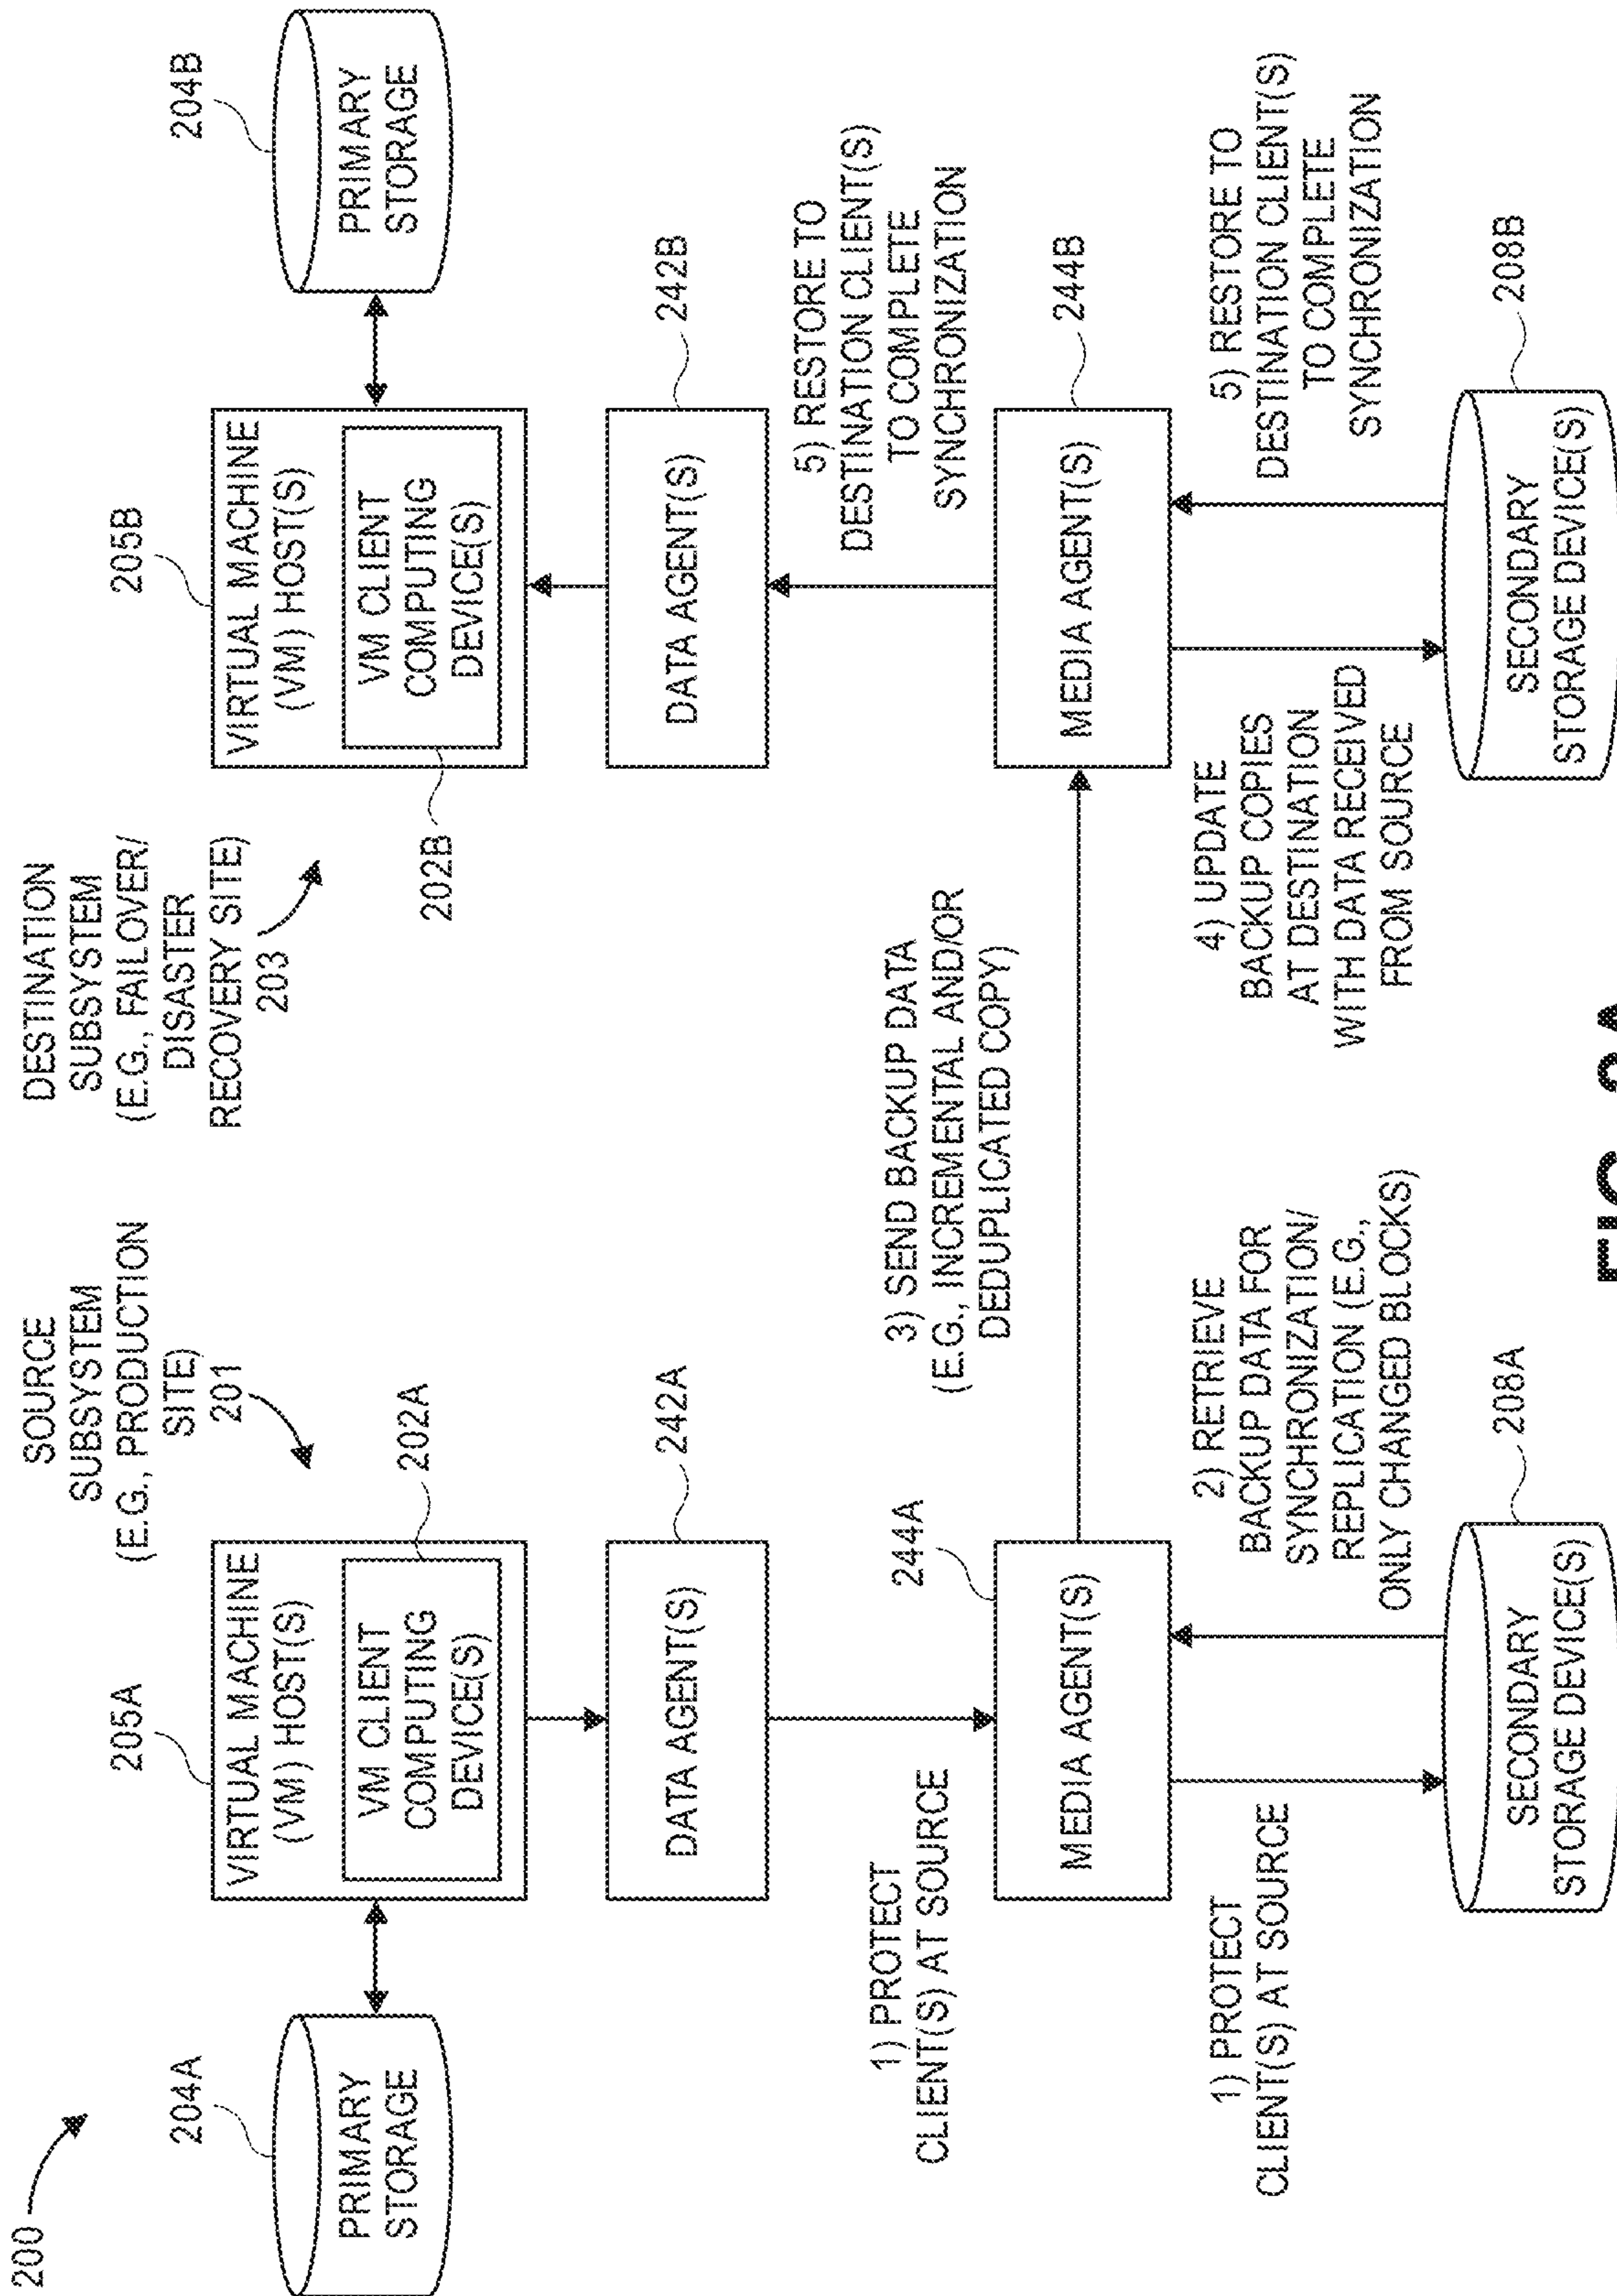 200
SOURCE
SUBSYSTEM
(E.G., PRODUCTION
SITE)
201
DESTINATION
SUBSYSTEM
(E.G., FAILOVER/
DISASTER
RECOVERY SITE)
203
204A
PRIMARY
STORAGE
205A
VIRTUAL MACHINE
(VM) HOST(S)
VM CLIENT
COMPUTING
DEVICE(S)
202A
205B
VIRTUAL MACHINE
(VM) HOST(S)
VM CLIENT
COMPUTING
DEVICE(S)
202B
204B
PRIMARY
STORAGE
DATA AGENT(S)
242A
DATA AGENT(S)
242B
1) PROTECT
CLIENT(S) AT SOURCE
3) SEND BACKUP DATA
(E.G., INCREMENTAL AND/OR
DEDUPLICATED COPY)
5) RESTORE TO
DESTINATION CLIENT(S)
TO COMPLETE
SYNCHRONIZATION
244A
MEDIA AGENT(S)
MEDIA AGENT(S)
244B
1) PROTECT
CLIENT(S) AT SOURCE
2) RETRIEVE
BACKUP DATA FOR
SYNCHRONIZATION/
REPLICATION (E.G.,
ONLY CHANGED BLOCKS)
4) UPDATE
BACKUP COPIES
AT DESTINATION
WITH DATA RECEIVED
FROM SOURCE
5) RESTORE TO
DESTINATION CLIENT(S)
TO COMPLETE
SYNCHRONIZATION
SECONDARY
STORAGE DEVICE(S)
208A
SECONDARY
STORAGE DEVICE(S)
208B